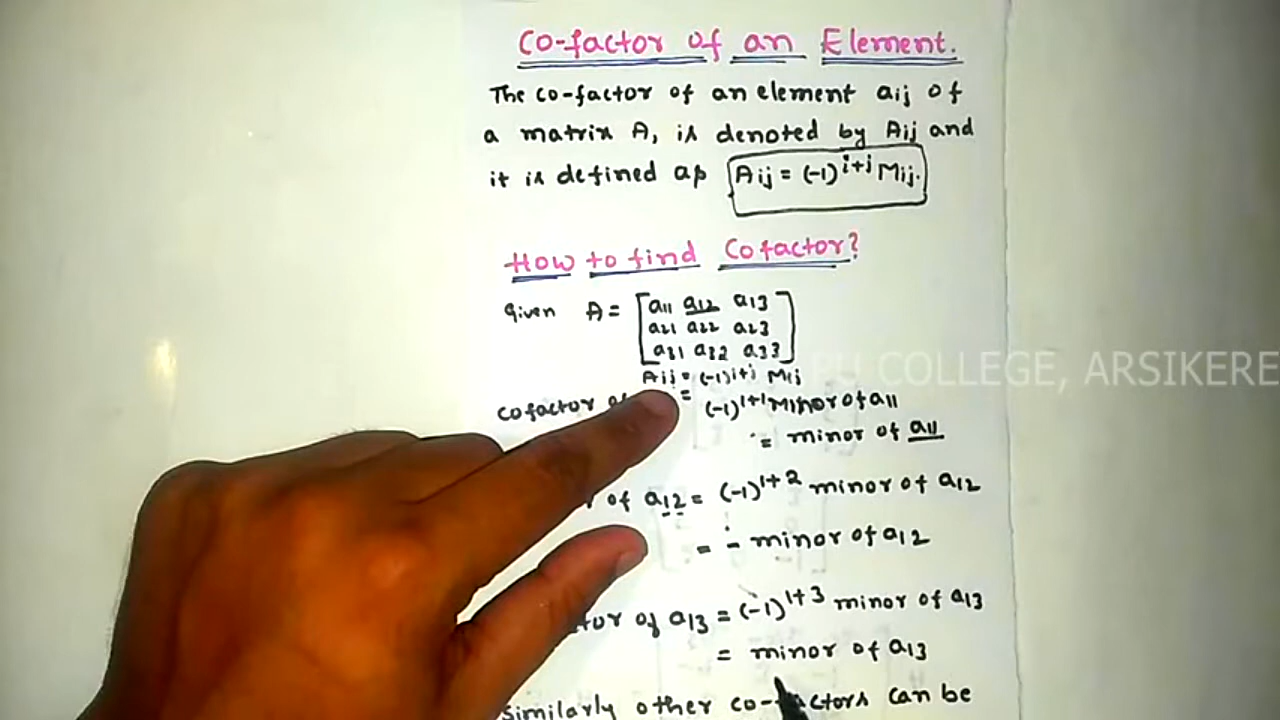 Co-factor of an Element.
The co-factor of an element aij of
a matrix A, is denoted by Aij and
it is defined as Aij = (-1)^i+j Mij.
How to find Cofactor?
Given A = [a11 a12 a13
a21 a22 a23
a31 a32 a33]
Aij = (-1)^i+j Mij
cofactor = (-1)^1+1 Minor of a11
= minor of a11
of a12 = (-1)^1+2 minor of a12
= - minor of a12
of a13 = (-1)^1+3 minor of a13
= minor of a13
Similarly other co-factors can be
COLLEGE, ARSIKERE